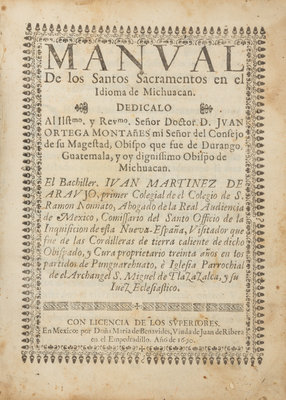 MANVAL
De los Santos Sacramentos en el
Idioma de Michuacan.
DEDICALO
Al Illmo. y Revmo. Señor Doctor. D. JVAN
ORTEGA MONTAÑES mi Señor del Consejo
de su Magestad, Obispo que fue de Durango,
Guatemala, y oy dignissimo Obispo de
Michuacan.
El Bachiller. IVAN MARTINEZ DE
ARAVJO, primer Colegial de el Colegio de S.
Ramon Nonnato, Abogado de la Real Audiencia
de Mexico, Comissario del Santo Officio de la
Inquisicion de esta Nueva-España, Visitador que
fue de las Cordilleras de tierra caliente de dicho
Obispado, y Cura proprietario treinta años en los
partidos de Punguarehuato, è Iglesia Parrochial
de el Archangel S. Miguel de Tlazazalca, y su
Iuez Eclesiastico.
CON LICENCIA DE LOS SVPERIORES.
En Mexico: por Doña Maria de Benavides, Viuda de Juan de Ribera
en el Empedradillo. Año de 1690.